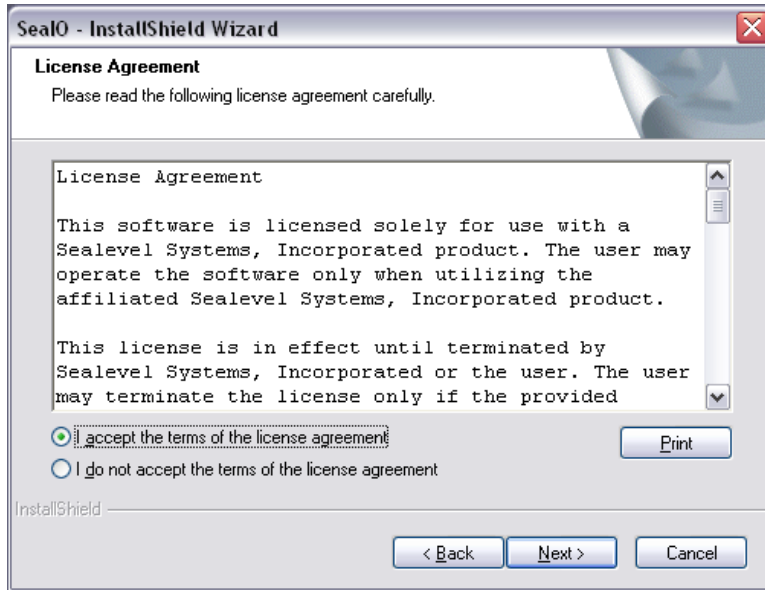 SeaIO - InstallShield Wizard
License Agreement
Please read the following license agreement carefully.
License Agreement
This software is licensed solely for use with a
Sealevel Systems, Incorporated product. The user may
operate the software only when utilizing the
affiliated Sealevel Systems, Incorporated product.
This license is in effect until terminated by
Sealevel Systems, Incorporated or the user. The user
may terminate the license only if the provided
I accept the terms of the license agreement
Print
I do not accept the terms of the license agreement
InstallShield
< Back
Next >
Cancel